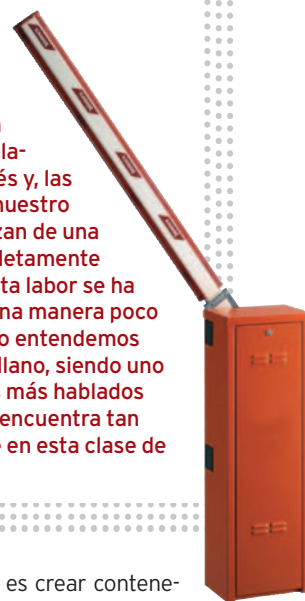 la-
és y, las
nuestro
zan de una
letamente
ta labor se ha
na manera poco
o entendemos
llano, siendo uno
s más hablados
encuentra tan
e en esta clase de
es crear contene-